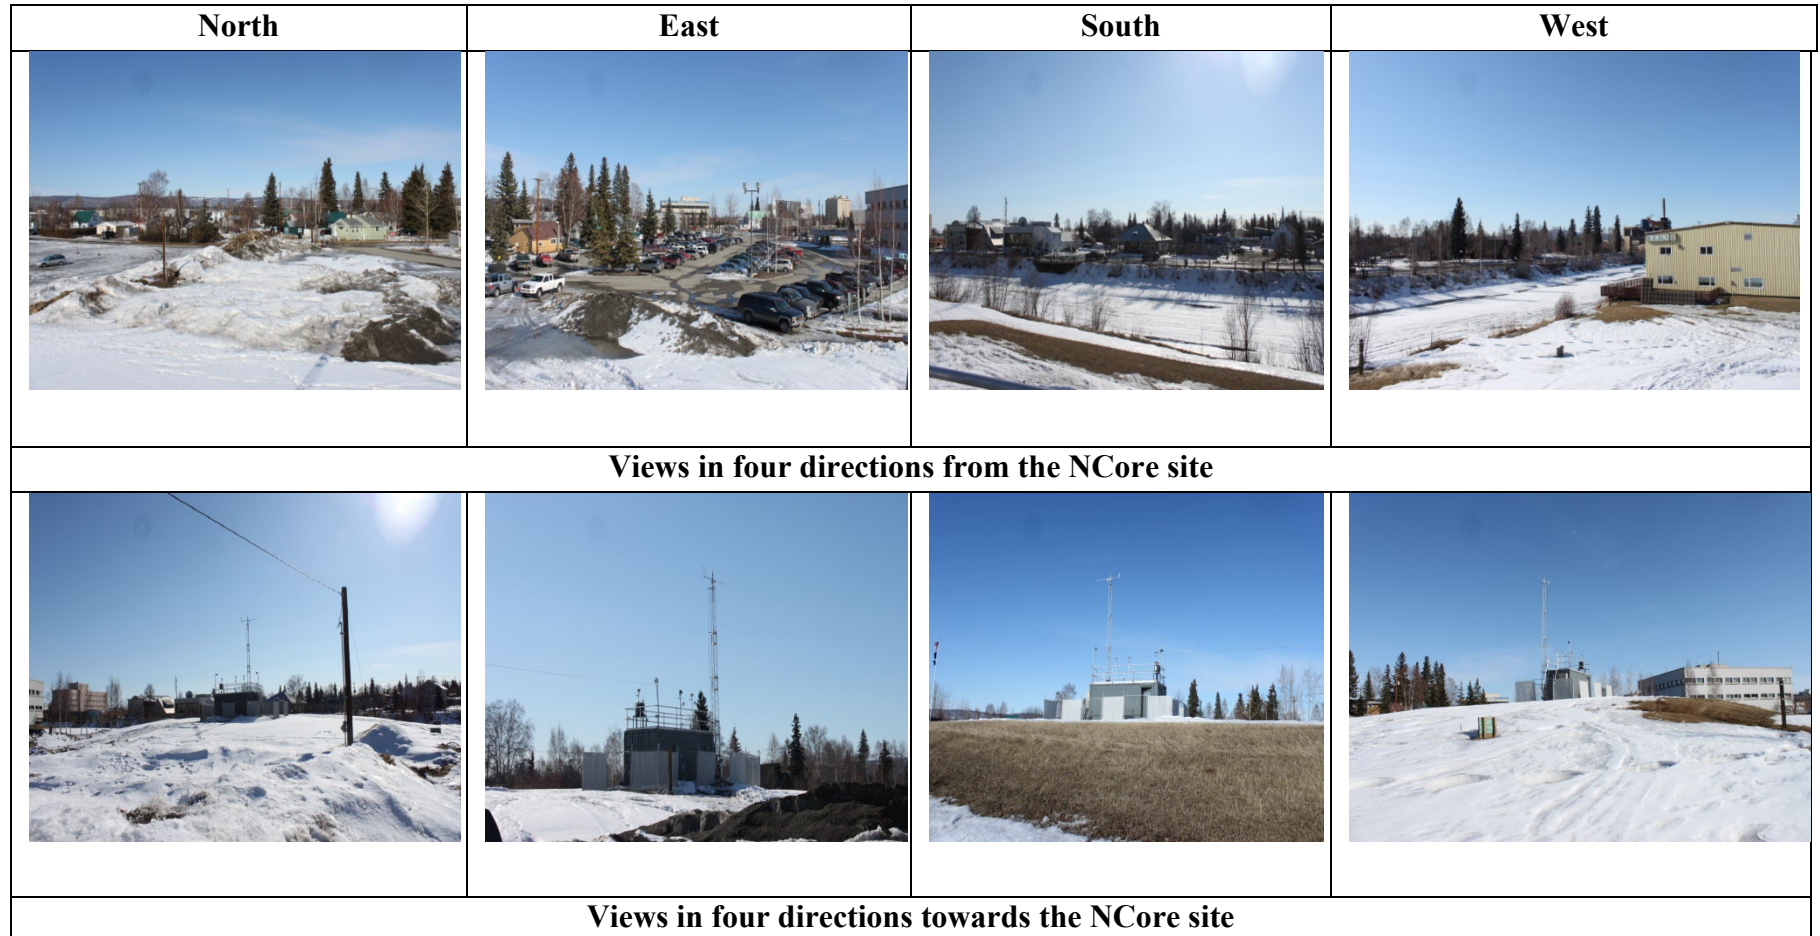 North East South West
Views in four directions from the NCore site
Views in four directions towards the NCore site